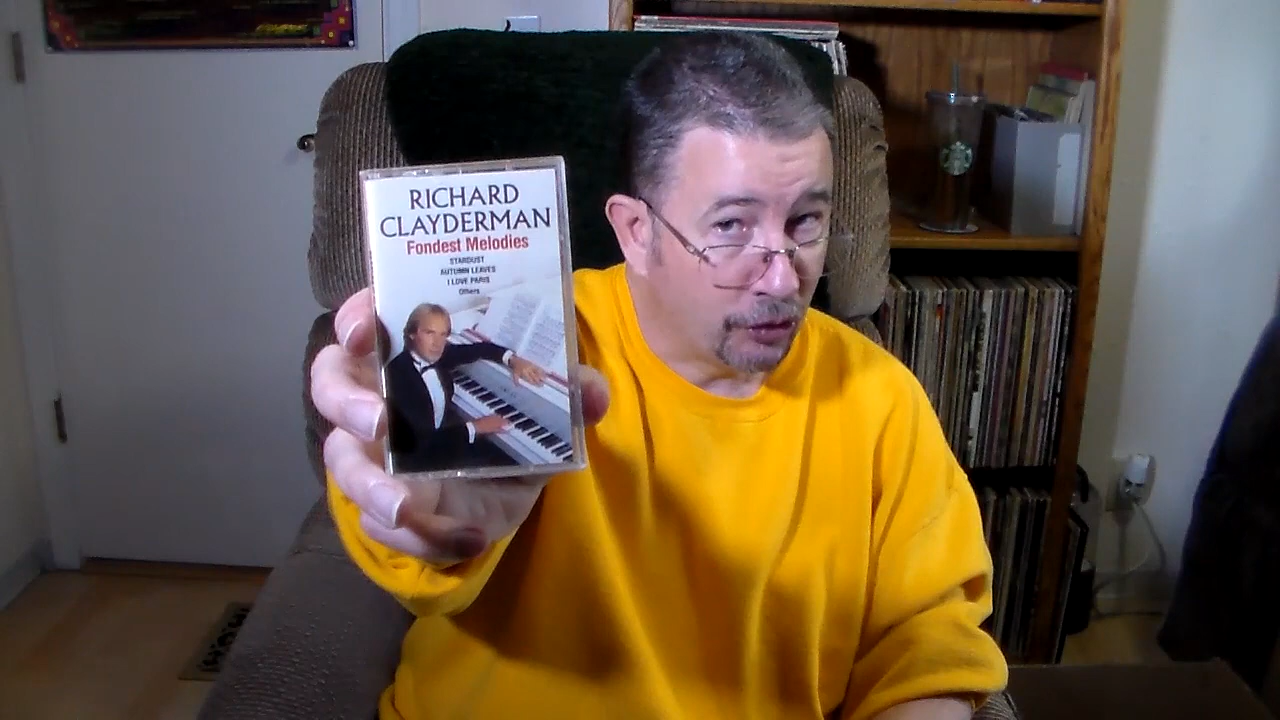 RICHARD
CLAYDERMAN
Fondest Melodies
STARDUST
AUTUMN LEAVES
I LOVE PARIS
Others